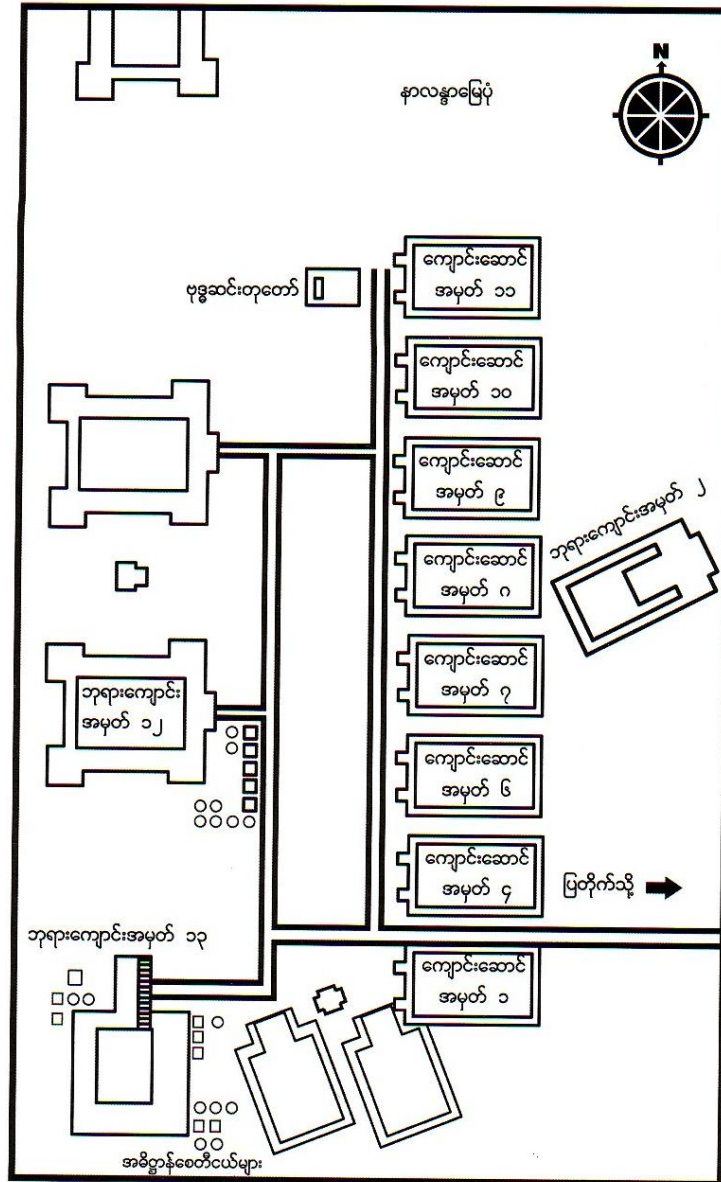 N
နာလန္ဒာမြေပုံ
ကျောင်းဆောင်
အမှတ် ၁၁
ဗုဒ္ဓဆင်းတုတော်
ကျောင်းဆောင်
အမှတ် ၁၀
ကျောင်းဆောင်
အမှတ် ၉
ဘုရားကျောင်းအမှတ် ၂
ကျောင်းဆောင်
အမှတ် ၈
ကျောင်းဆောင်
အမှတ် ၇
ဘုရားကျောင်း
အမှတ် ၁၂
ကျောင်းဆောင်
အမှတ် ၆
ကျောင်းဆောင်
အမှတ် ၄
ပြတိုက်သို့
ဘုရားကျောင်းအမှတ် ၁၃
ကျောင်းဆောင်
အမှတ် ၁
အဓိဋ္ဌာန်စေတီငယ်များ